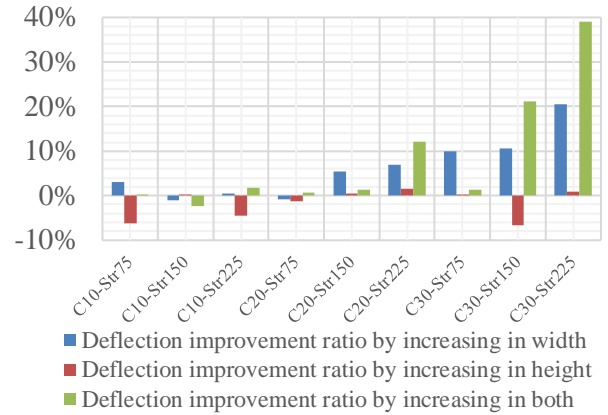 40%
30%
20%
10%
0%
-10%
C10-Str75
C10-Str150
C10-Str225
C20-Str75
C20-Str150
C20-Str225
C30-Str75
C30-Str150
C30-Str225
Deflection improvement ratio by increasing in width
Deflection improvement ratio by increasing in height
Deflection improvement ratio by increasing in both